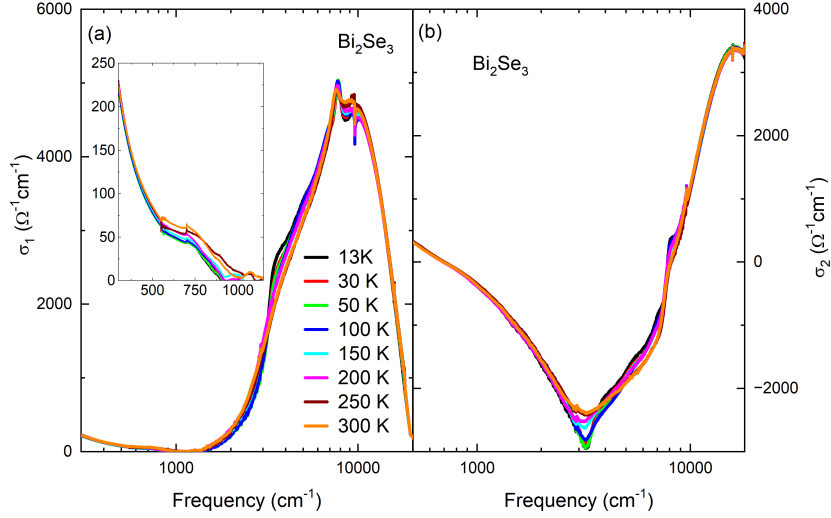 (a)
Bi₂Se₃
6000
4000
2000
0
σ₁ (Ω⁻¹cm⁻¹)
250
200
150
100
50
0
500 750 1000
13K
30 K
50 K
100 K
150 K
200 K
250 K
300 K
1000 10000
Frequency (cm⁻¹)
(b)
Bi₂Se₃
4000
2000
0
−2000
σ₂ (Ω⁻¹cm⁻¹)
1000 10000
Frequency (cm⁻¹)